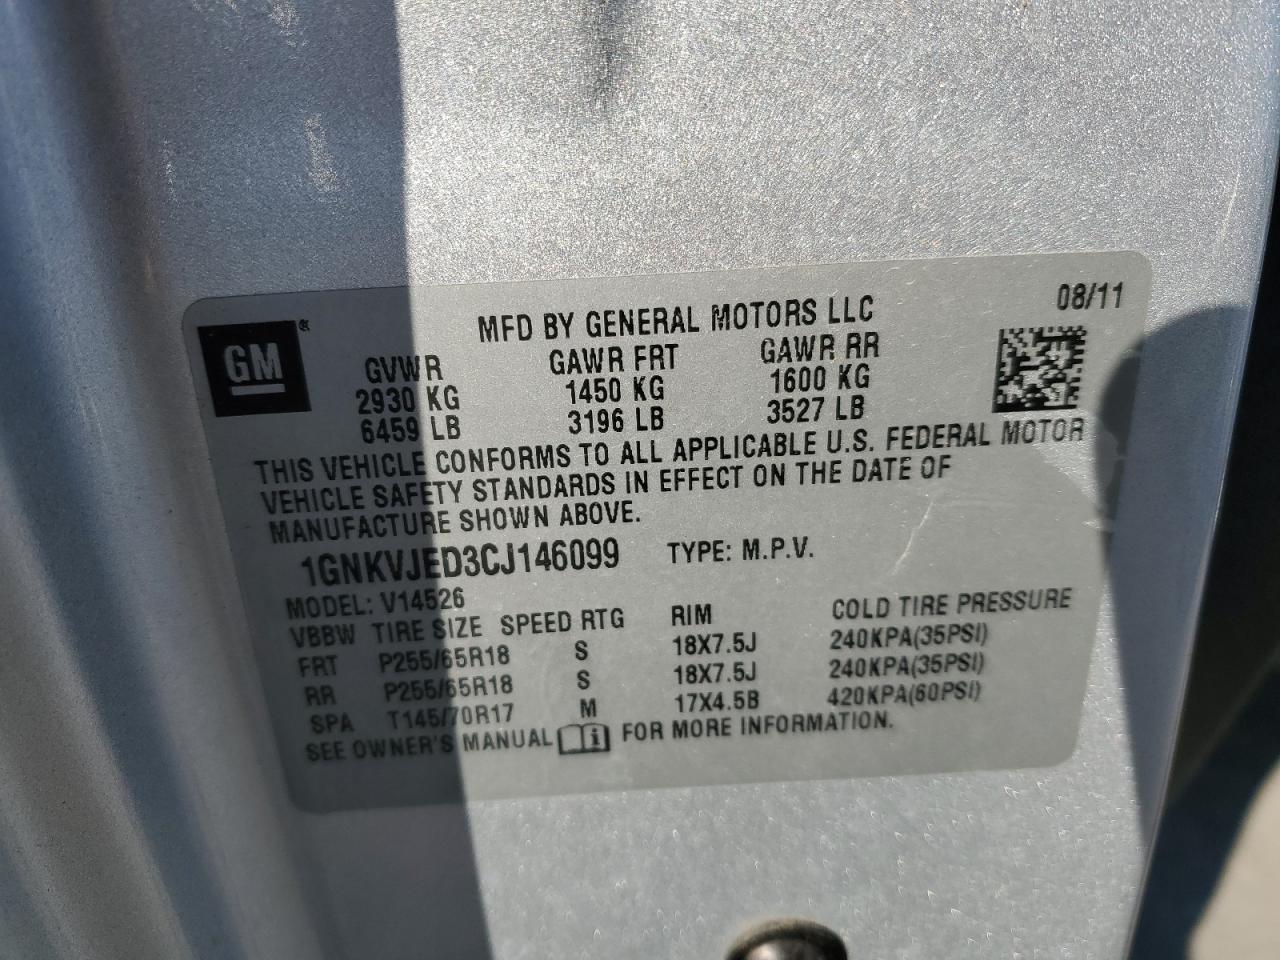 08/11
GM ®
MFD BY GENERAL MOTORS LLC
GVWR GAWR FRT GAWR RR
2930 KG 1450 KG 1600 KG
6459 LB 3196 LB 3527 LB
THIS VEHICLE CONFORMS TO ALL APPLICABLE U.S. FEDERAL MOTOR
VEHICLE SAFETY STANDARDS IN EFFECT ON THE DATE OF
MANUFACTURE SHOWN ABOVE.
1GNKVJED3CJ146099 TYPE: M.P.V.
MODEL: V14526
VBBW TIRE SIZE SPEED RTG RIM COLD TIRE PRESSURE
FRT P255/65R18 S 18X7.5J 240KPA(35PSI)
RR P255/65R18 S 18X7.5J 240KPA(35PSI)
SPA T145/70R17 M 17X4.5B 420KPA(60PSI)
SEE OWNER'S MANUAL i FOR MORE INFORMATION.